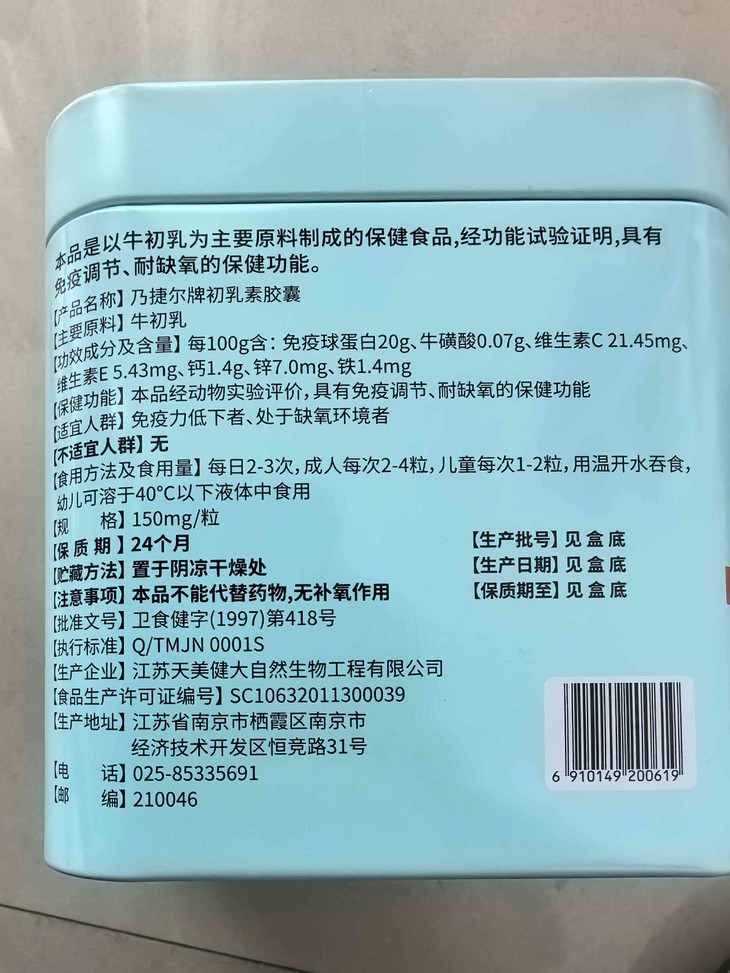 本品是以牛初乳为主要原料制成的保健食品,经功能试验证明,具有
免疫调节、耐缺氧的保健功能。
【产品名称】乃捷尔牌初乳素胶囊
【主要原料】牛初乳
【功效成分及含量】每100g含：免疫球蛋白20g、牛磺酸0.07g、维生素C 21.45mg、
维生素E 5.43mg、钙1.4g、锌7.0mg、铁1.4mg
【保健功能】本品经动物实验评价,具有免疫调节、耐缺氧的保健功能
【适宜人群】免疫力低下者、处于缺氧环境者
【不适宜人群】无
【食用方法及食用量】每日2-3次,成人每次2-4粒,儿童每次1-2粒,用温开水吞食,
幼儿可溶于40℃以下液体中食用
【规 格】150mg/粒
【保质期】24个月
【生产批号】见盒底
【贮藏方法】置于阴凉干燥处
【生产日期】见盒底
【注意事项】本品不能代替药物,无补氧作用
【保质期至】见盒底
【批准文号】卫食健字(1997)第418号
【执行标准】Q/TMJN 0001S
【生产企业】江苏天美健大自然生物工程有限公司
【食品生产许可证编号】SC10632011300039
【生产地址】江苏省南京市栖霞区南京市
经济技术开发区恒竞路31号
【电 话】025-85335691
【邮 编】210046
6 910149 200619